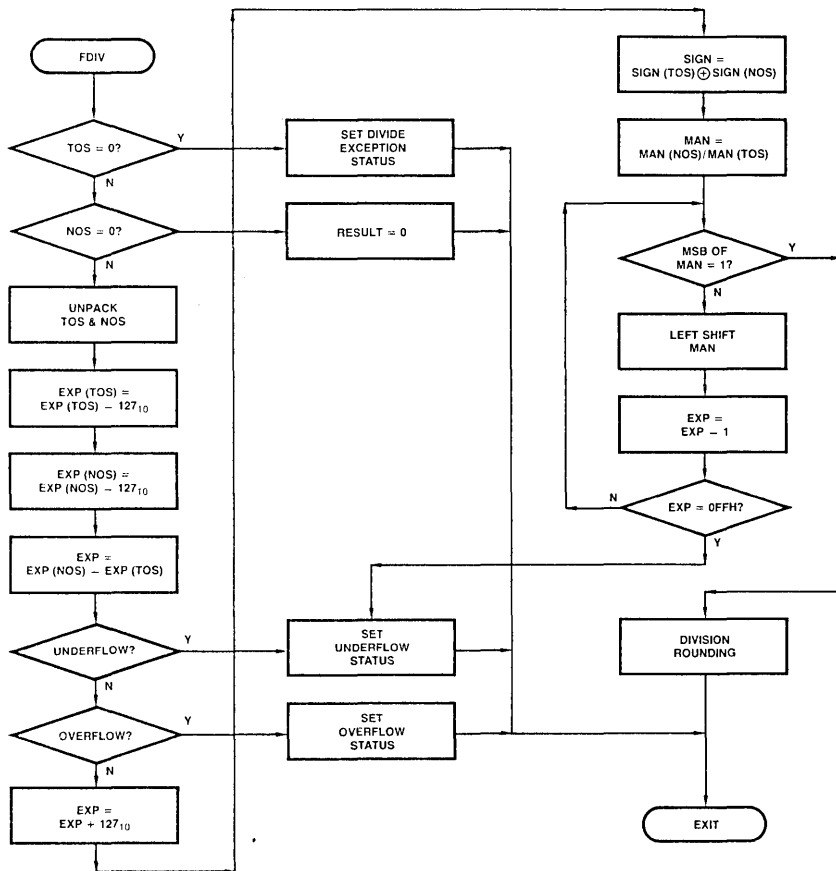 FDIV
TOS = 0?
Y
N
SET DIVIDE
EXCEPTION
STATUS
NOS = 0?
N
RESULT = 0
UNPACK
TOS & NOS
EXP (TOS) =
EXP (TOS) − 127₁₀
EXP (NOS) =
EXP (NOS) − 127₁₀
EXP =
EXP (NOS) − EXP (TOS)
UNDERFLOW?
Y
N
SET
UNDERFLOW
STATUS
OVERFLOW?
Y
N
SET
OVERFLOW
STATUS
EXP =
EXP + 127₁₀
SIGN =
SIGN (TOS) ⊕ SIGN (NOS)
MAN =
MAN (NOS)/MAN (TOS)
MSB OF
MAN = 1?
Y
N
LEFT SHIFT
MAN
EXP =
EXP − 1
EXP = 0FFH?
N
Y
DIVISION
ROUNDING
EXIT